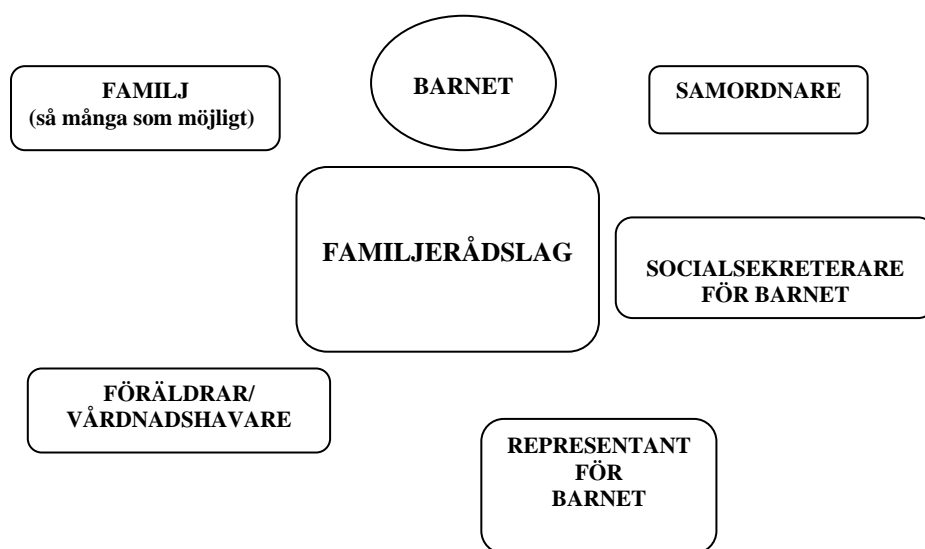 BARNET
FAMILJ
(så många som möjligt)
SAMORDNARE
FAMILJERÅDSLAG
SOCIALSEKRETERARE
FÖR BARNET
FÖRÄLDRAR/
VÅRDNADSHAVARE
REPRESENTANT
FÖR
BARNET